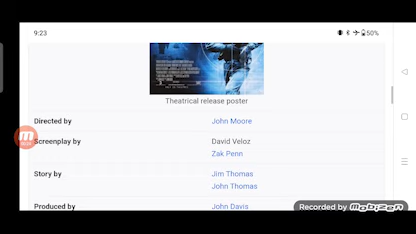 9:23
50%
Theatrical release poster
Directed by John Moore
Screenplay by David Veloz
Zak Penn
Story by Jim Thomas
John Thomas
Produced by John Davis
Recorded by Mobizen